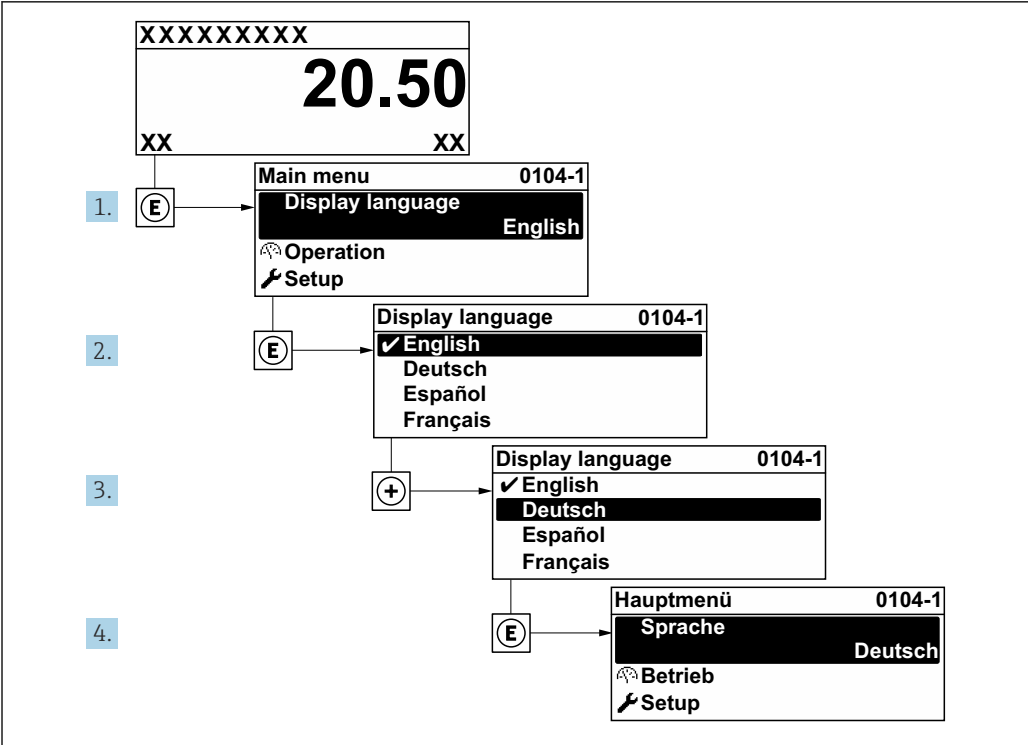 XXXXXXXXX
20.50
XX XX
1.
E
Main menu 0104-1
Display language
English
Operation
Setup
2.
E
Display language 0104-1
✔English
Deutsch
Español
Français
3.
+
Display language 0104-1
✔English
Deutsch
Español
Français
4.
E
Hauptmenü 0104-1
Sprache
Deutsch
Betrieb
Setup